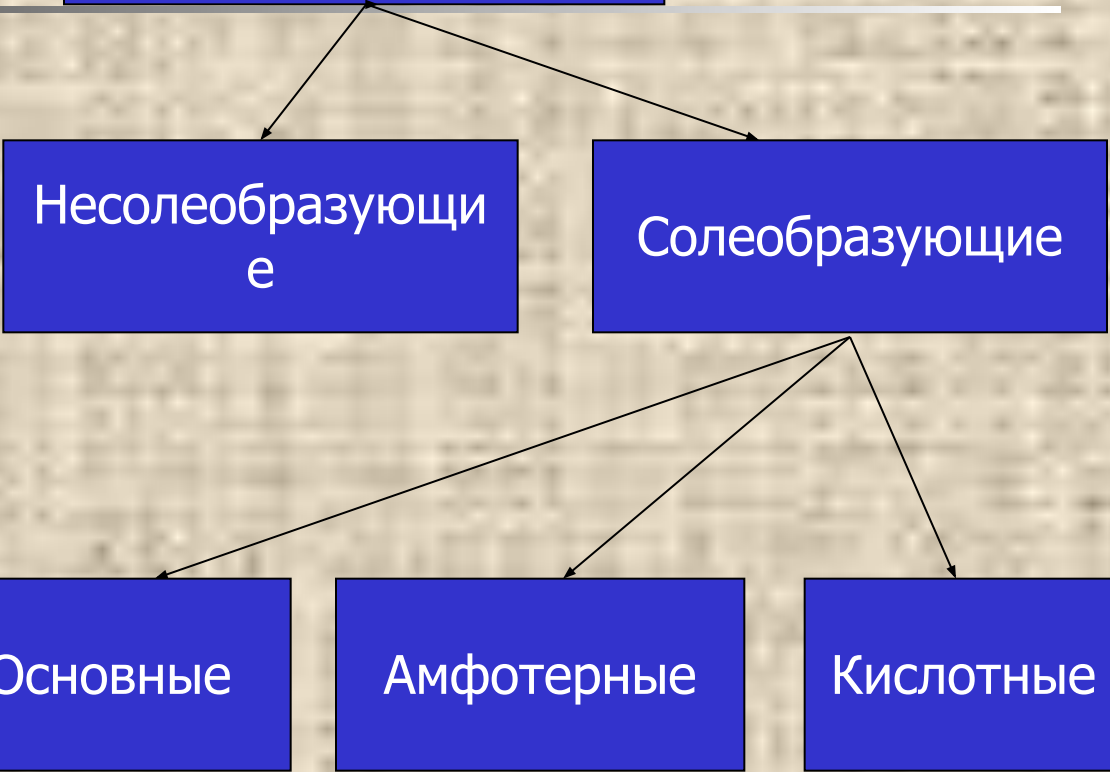 Несолеобразующи
е
Солеобразующие
Основные
Амфотерные
Кислотные